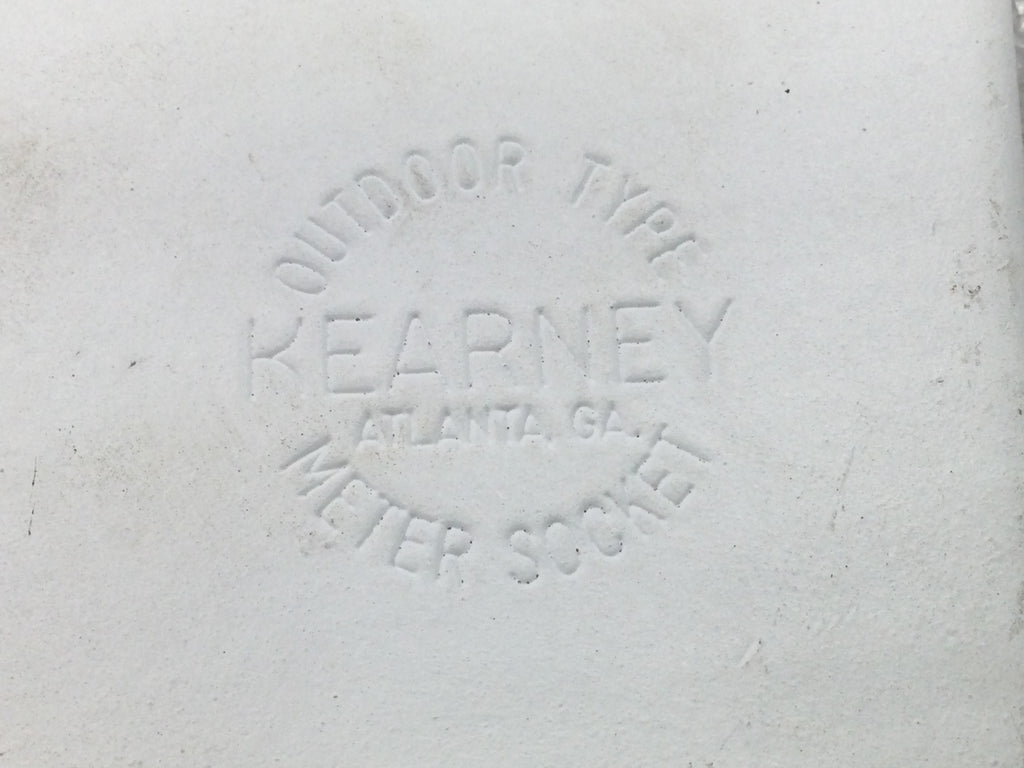 OUTDOOR TYPE
KEARNEY
ATLANTA, GA.
METER SOCKET